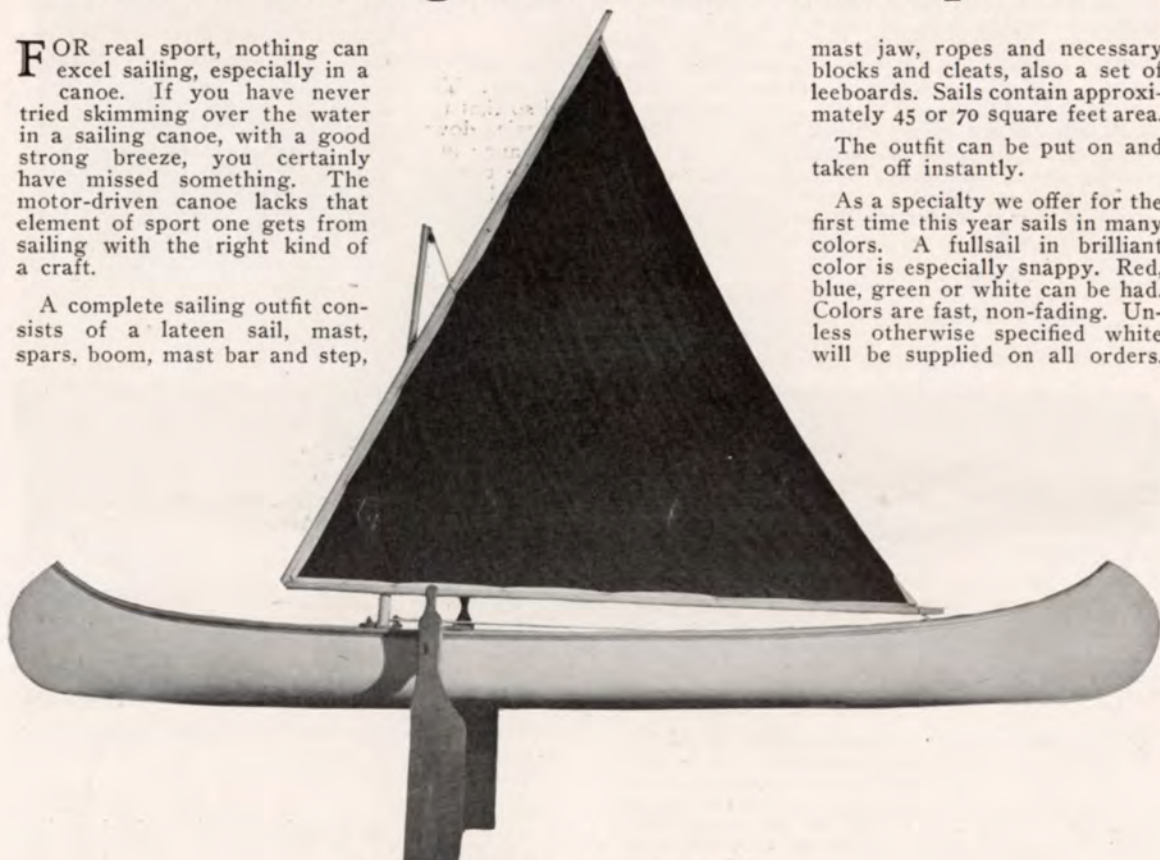 FOR real sport, nothing can
excel sailing, especially in a
canoe. If you have never
tried skimming over the water
in a sailing canoe, with a good
strong breeze, you certainly
have missed something. The
motor-driven canoe lacks that
element of sport one gets from
sailing with the right kind of
a craft.
A complete sailing outfit con-
sists of a lateen sail, mast,
spars, boom, mast bar and step,
mast jaw, ropes and necessary
blocks and cleats, also a set of
leeboards. Sails contain approxi-
mately 45 or 70 square feet area.
The outfit can be put on and
taken off instantly.
As a specialty we offer for the
first time this year sails in many
colors. A fullsail in brilliant
color is especially snappy. Red,
blue, green or white can be had.
Colors are fast, non-fading. Un-
less otherwise specified white
will be supplied on all orders.